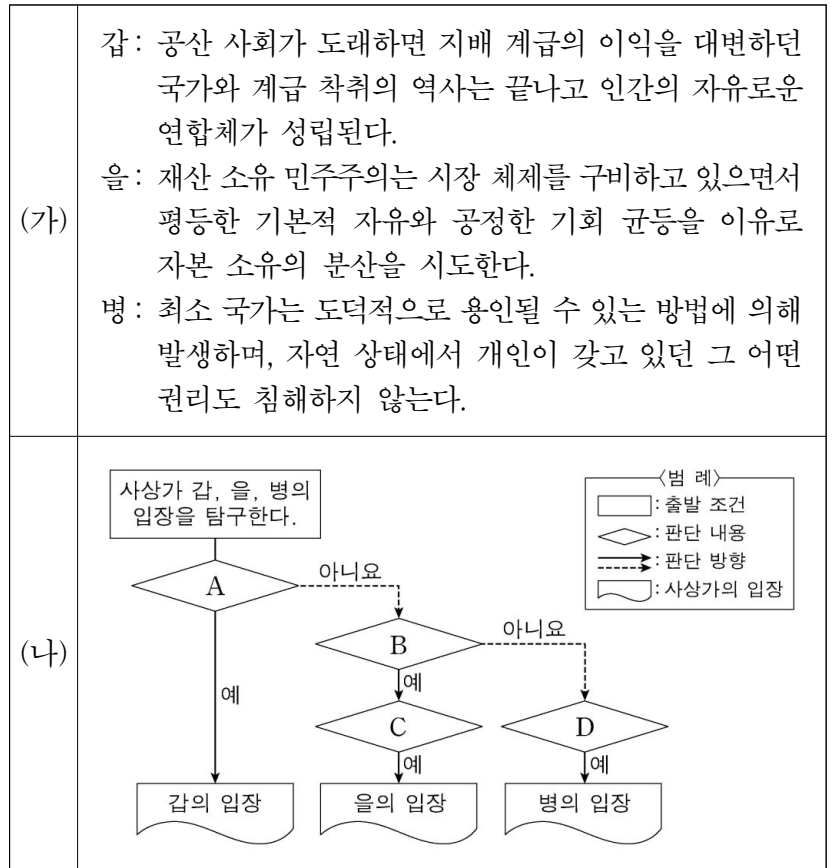 (가)
갑: 공산 사회가 도래하면 지배 계급의 이익을 대변하던
국가와 계급 착취의 역사는 끝나고 인간의 자유로운
연합체가 성립된다.
을: 재산 소유 민주주의는 시장 체제를 구비하고 있으면서
평등한 기본적 자유와 공정한 기회 균등을 이유로
자본 소유의 분산을 시도한다.
병: 최소 국가는 도덕적으로 용인될 수 있는 방법에 의해
발생하며, 자연 상태에서 개인이 갖고 있던 그 어떤
권리도 침해하지 않는다.
(나)
사상가 갑, 을, 병의
입장을 탐구한다.
〈범 례〉
: 출발 조건
: 판단 내용
: 판단 방향
: 사상가의 입장
A
아니요
B
아니요
예
예
C
D
예
예
갑의 입장
을의 입장
병의 입장